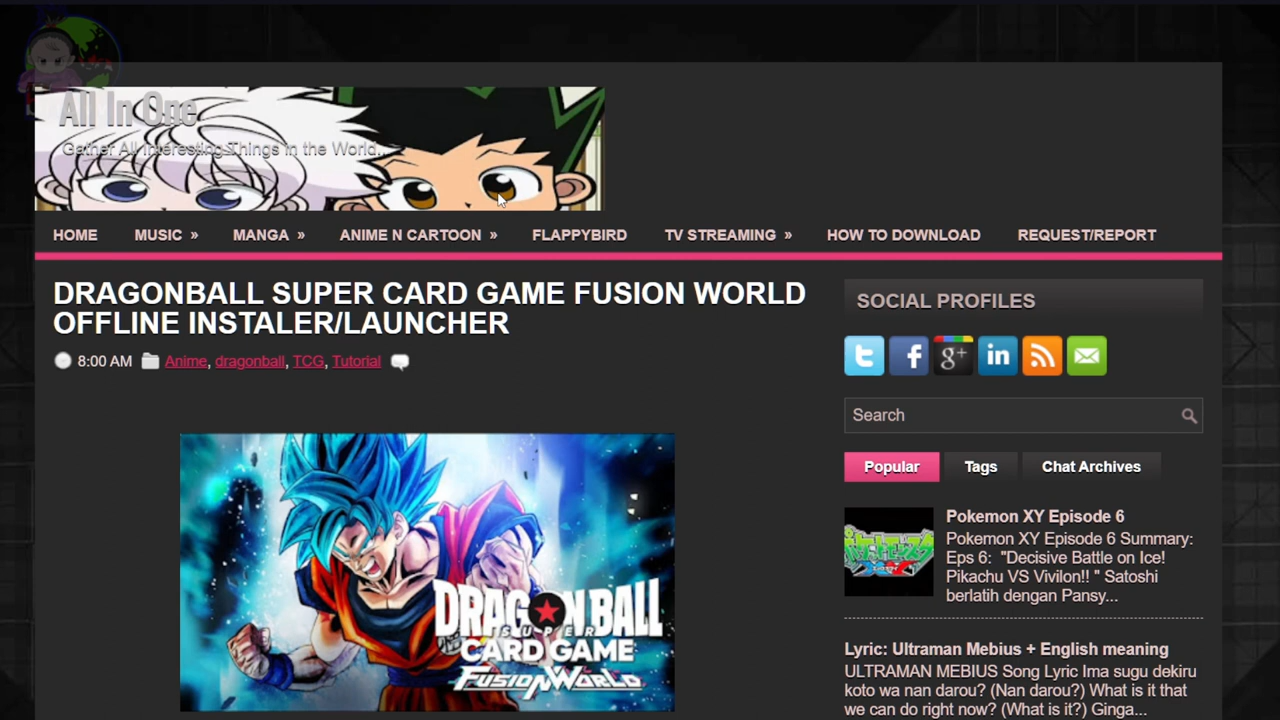 All In One
Gather All Interesting Things in the World..
HOME MUSIC » MANGA » ANIME N CARTOON » FLAPPYBIRD TV STREAMING » HOW TO DOWNLOAD REQUEST/REPORT
DRAGONBALL SUPER CARD GAME FUSION WORLD
OFFLINE INSTALER/LAUNCHER
8:00 AM Anime, dragonball, TCG, Tutorial
DRAGON BALL
SUPER
CARD GAME
FUSION WORLD
SOCIAL PROFILES
Search
Popular Tags Chat Archives
Pokemon XY Episode 6
Pokemon XY Episode 6 Summary:
Eps 6: "Decisive Battle on Ice!
Pikachu VS Vivilon!! " Satoshi
berlatih dengan Pansy...
Lyric: Ultraman Mebius + English meaning
ULTRAMAN MEBIUS Song Lyric Ima sugu dekiru
koto wa nan darou? (Nan darou?) What is it that
we can do right now? (What is it?) Ginga...